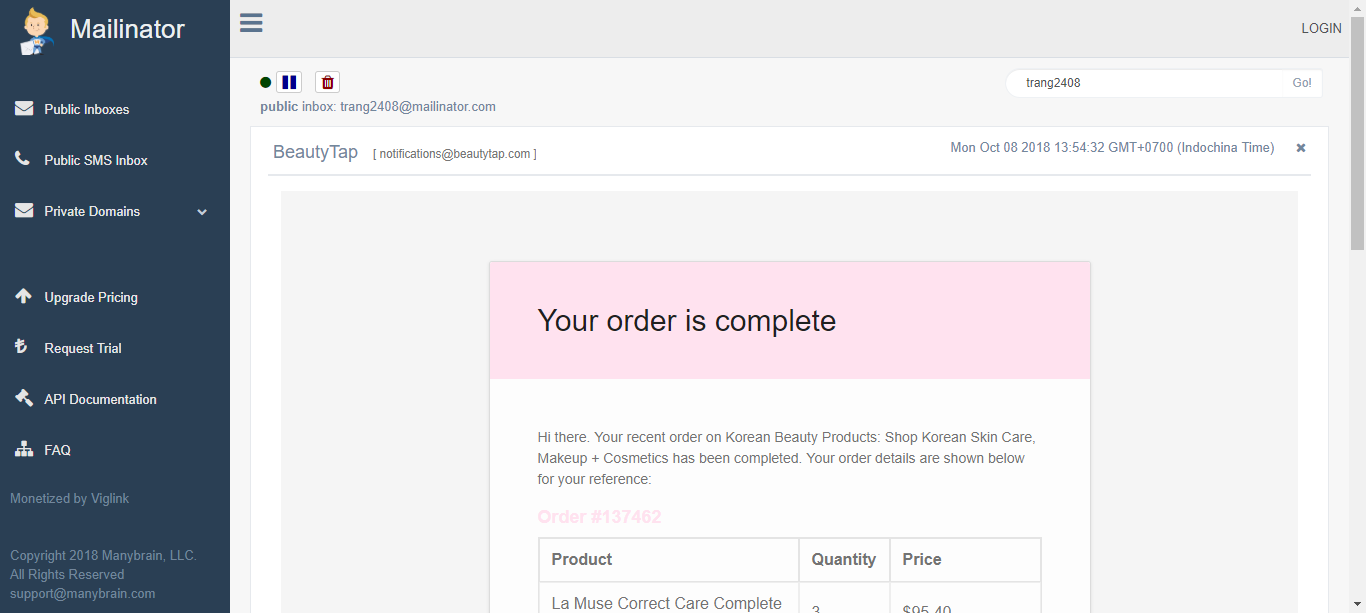 Mailinator
Public Inboxes
Public SMS Inbox
Private Domains
Upgrade Pricing
Request Trial
API Documentation
FAQ
Monetized by Viglink
Copyright 2018 Manybrain, LLC.
All Rights Reserved
support@manybrain.com
LOGIN
trang2408 Go!
public inbox: trang2408@mailinator.com
BeautyTap [ notifications@beautytap.com ] Mon Oct 08 2018 13:54:32 GMT+0700 (Indochina Time)
Your order is complete
Hi there. Your recent order on Korean Beauty Products: Shop Korean Skin Care,
Makeup + Cosmetics has been completed. Your order details are shown below
for your reference:
Order #137462
Product Quantity Price
La Muse Correct Care Complete 3 $95.40